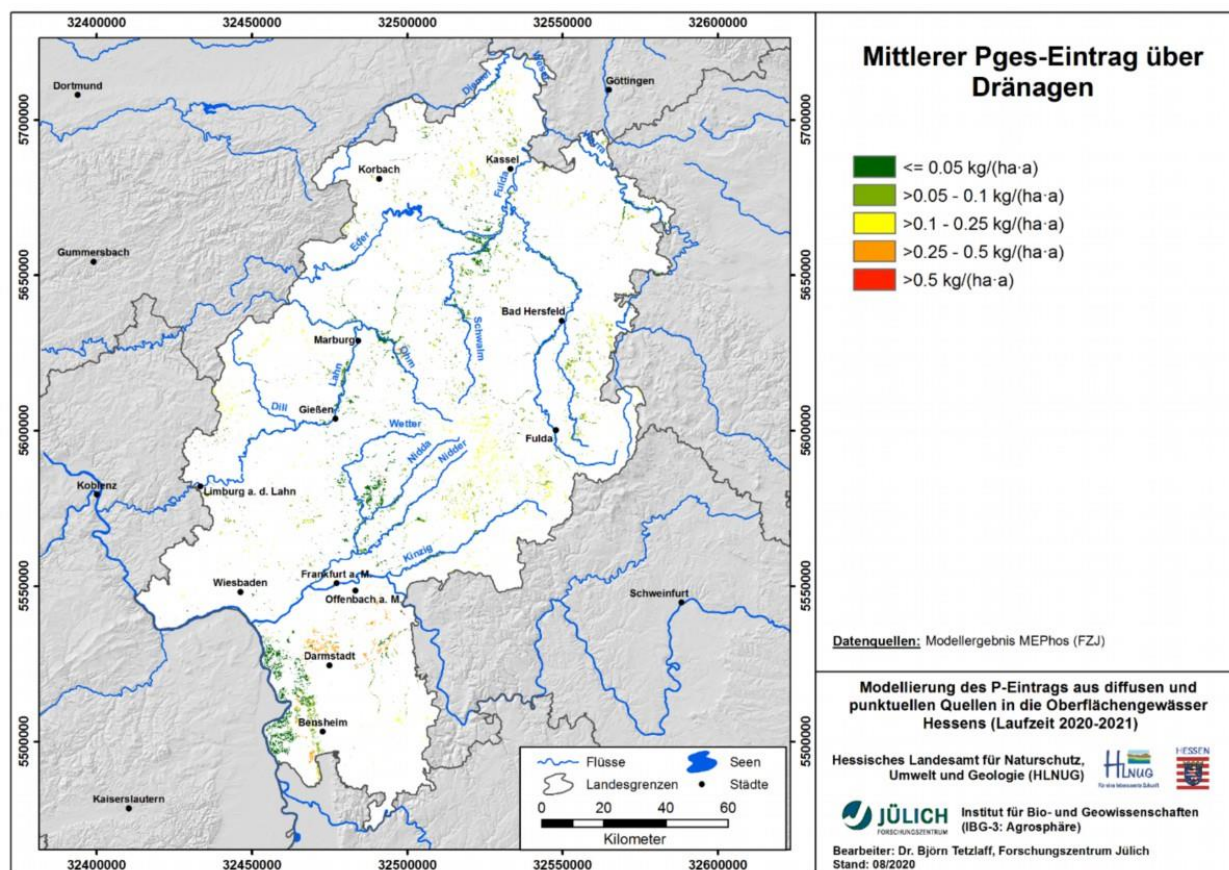 32400000 32450000 32500000 32550000 32600000
Dortmund
Göttingen
Diemel
Weser
5700000
5700000
Werra
Kassel
Korbach
Fulda
Eder
Gummersbach
5650000
5650000
Bad Hersfeld
Schwalm
Marburg
Ohm
Lahn
Dill
Gießen
Wetter
5600000
5600000
Nidda
Nidder
Fulda
Koblenz
Limburg a. d. Lahn
Kinzig
Frankfurt a. M.
Wiesbaden
Offenbach a. M.
5550000
5550000
Schweinfurt
Darmstadt
Bensheim
5500000
5500000
Kaiserslautern
Flüsse
Seen
Landesgrenzen
Städte
0 20 40 60
Kilometer
32400000 32450000 32500000 32550000 32600000
Mittlerer Pges-Eintrag über
Dränagen
<= 0.05 kg/(ha·a)
>0.05 - 0.1 kg/(ha·a)
>0.1 - 0.25 kg/(ha·a)
>0.25 - 0.5 kg/(ha·a)
>0.5 kg/(ha·a)
Datenquellen: Modellergebnis MEPhos (FZJ)
Modellierung des P-Eintrags aus diffusen und
punktuellen Quellen in die Oberflächengewässer
Hessens (Laufzeit 2020-2021)
Hessisches Landesamt für Naturschutz,
Umwelt und Geologie (HLNUG)
HLNUG
Für eine lebenswerte Zukunft
HESSEN
JÜLICH
FORSCHUNGSZENTRUM
Institut für Bio- und Geowissenschaften
(IBG-3: Agrosphäre)
Bearbeiter: Dr. Björn Tetzlaff, Forschungszentrum Jülich
Stand: 08/2020